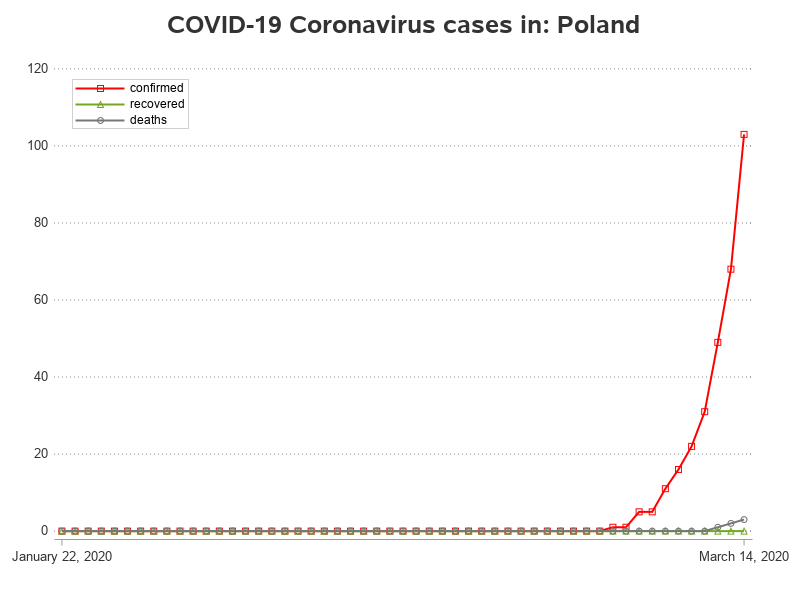 COVID-19 Coronavirus cases in: Poland
120
confirmed
recovered
deaths
100
80
60
40
20
0
January 22, 2020
March 14, 2020